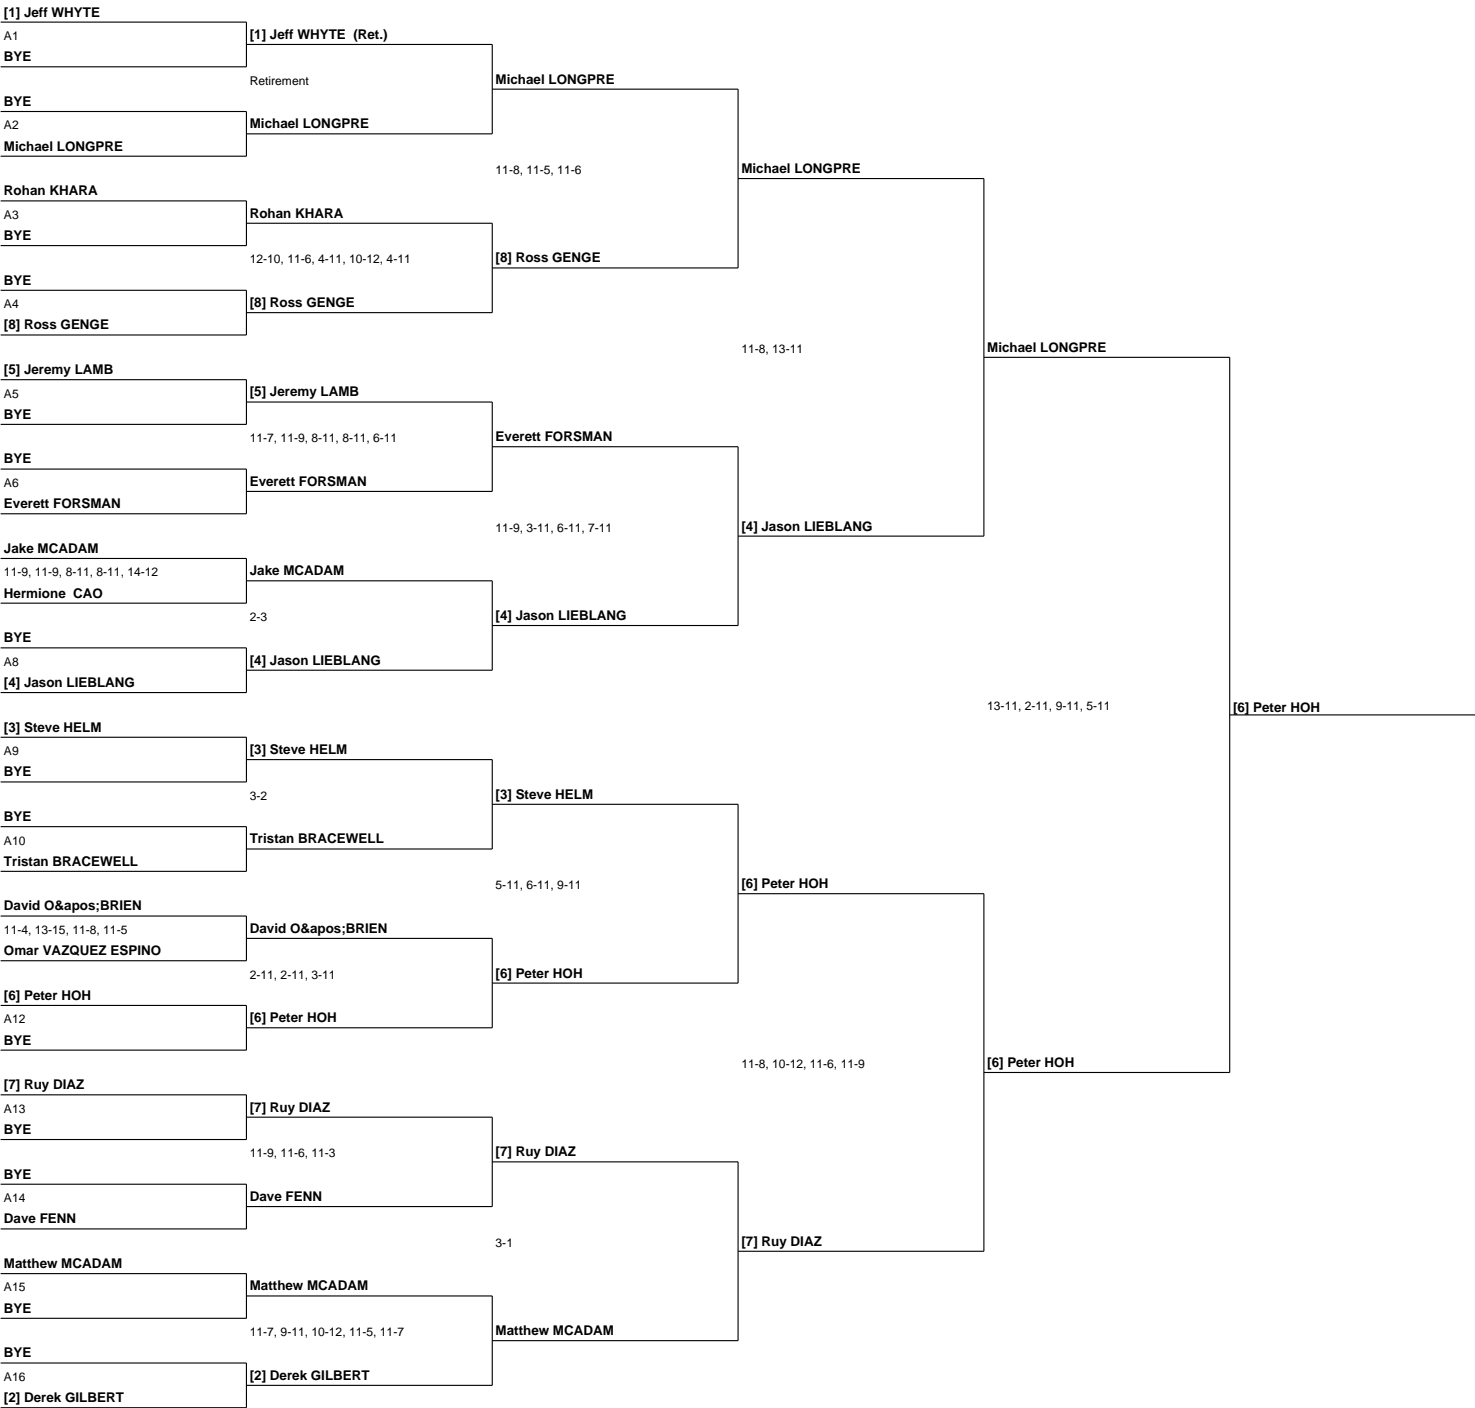 [1] Jeff WHYTE
A1
BYE
BYE
A2
Michael LONGPRE
Rohan KHARA
A3
BYE
BYE
A4
[8] Ross GENGE
[5] Jeremy LAMB
A5
BYE
BYE
A6
Everett FORSMAN
Jake MCADAM
11-9, 11-9, 8-11, 8-11, 14-12
Hermione  CAO
BYE
A8
[4] Jason LIEBLANG
[3] Steve HELM
A9
BYE
BYE
A10
Tristan BRACEWELL
David O&apos;BRIEN
11-4, 13-15, 11-8, 11-5
Omar VAZQUEZ ESPINO
[6] Peter HOH
A12
BYE
[7] Ruy DIAZ
A13
BYE
BYE
A14
Dave FENN
Matthew MCADAM
A15
BYE
BYE
A16
[2] Derek GILBERT
[1] Jeff WHYTE  (Ret.)
Retirement
Michael LONGPRE
Rohan KHARA
12-10, 11-6, 4-11, 10-12, 4-11
[8] Ross GENGE
[5] Jeremy LAMB
11-7, 11-9, 8-11, 8-11, 6-11
Everett FORSMAN
Jake MCADAM
2-3
[4] Jason LIEBLANG
[3] Steve HELM
3-2
Tristan BRACEWELL
David O&apos;BRIEN
2-11, 2-11, 3-11
[6] Peter HOH
[7] Ruy DIAZ
11-9, 11-6, 11-3
Dave FENN
Matthew MCADAM
11-7, 9-11, 10-12, 11-5, 11-7
[2] Derek GILBERT
Michael LONGPRE
11-8, 11-5, 11-6
[8] Ross GENGE
Everett FORSMAN
11-9, 3-11, 6-11, 7-11
[4] Jason LIEBLANG
[3] Steve HELM
5-11, 6-11, 9-11
[6] Peter HOH
[7] Ruy DIAZ
3-1
Matthew MCADAM
Michael LONGPRE
11-8, 13-11
[4] Jason LIEBLANG
[6] Peter HOH
11-8, 10-12, 11-6, 11-9
[7] Ruy DIAZ
Michael LONGPRE
13-11, 2-11, 9-11, 5-11
[6] Peter HOH
[6] Peter HOH